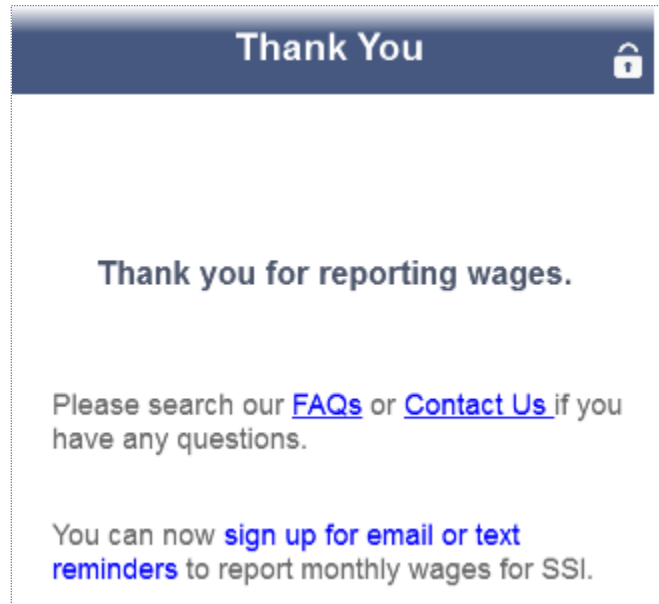 Thank You
Thank you for reporting wages.
Please search our FAQs or Contact Us if you
have any questions.
You can now sign up for email or text
reminders to report monthly wages for SSI.